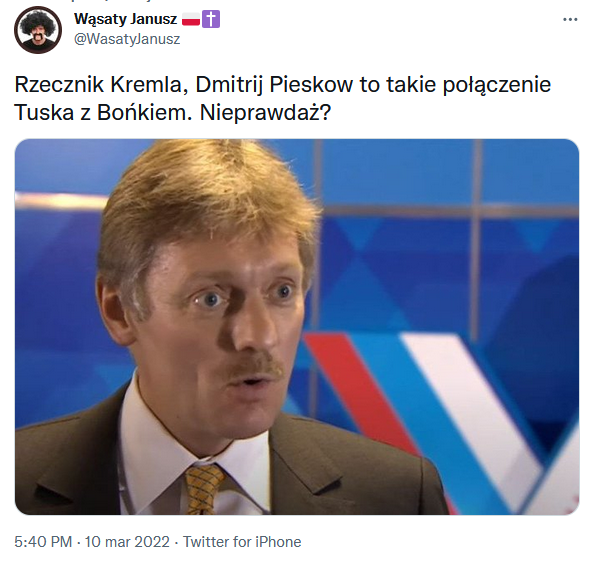 Wąsaty Janusz 🇵🇱✝️
@WasatyJanusz
Rzecznik Kremla, Dmitrij Pieskow to takie połączenie
Tuska z Bońkiem. Nieprawdaż?
5:40 PM · 10 mar 2022 · Twitter for iPhone